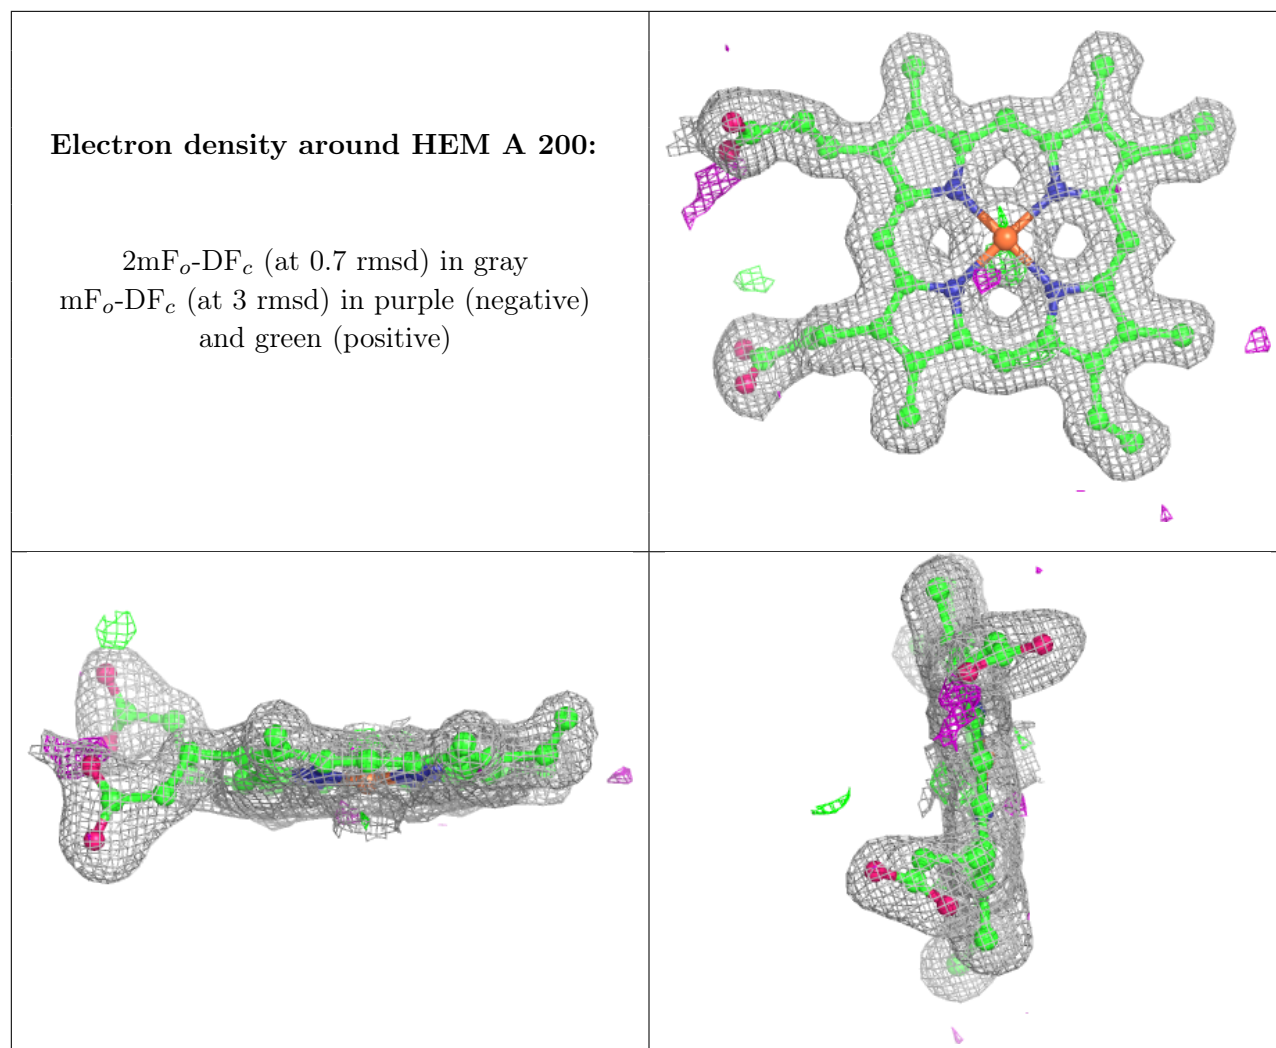 Electron density around HEM A 200:
2mFₒ-DF𝒸 (at 0.7 rmsd) in gray
mFₒ-DF𝒸 (at 3 rmsd) in purple (negative)
and green (positive)